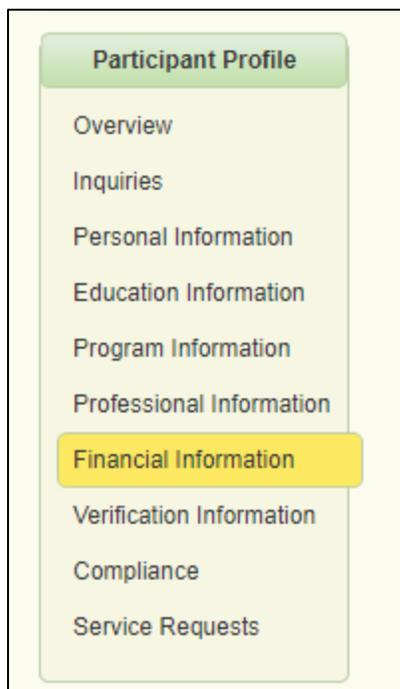 Participant Profile
Overview
Inquiries
Personal Information
Education Information
Program Information
Professional Information
Financial Information
Verification Information
Compliance
Service Requests